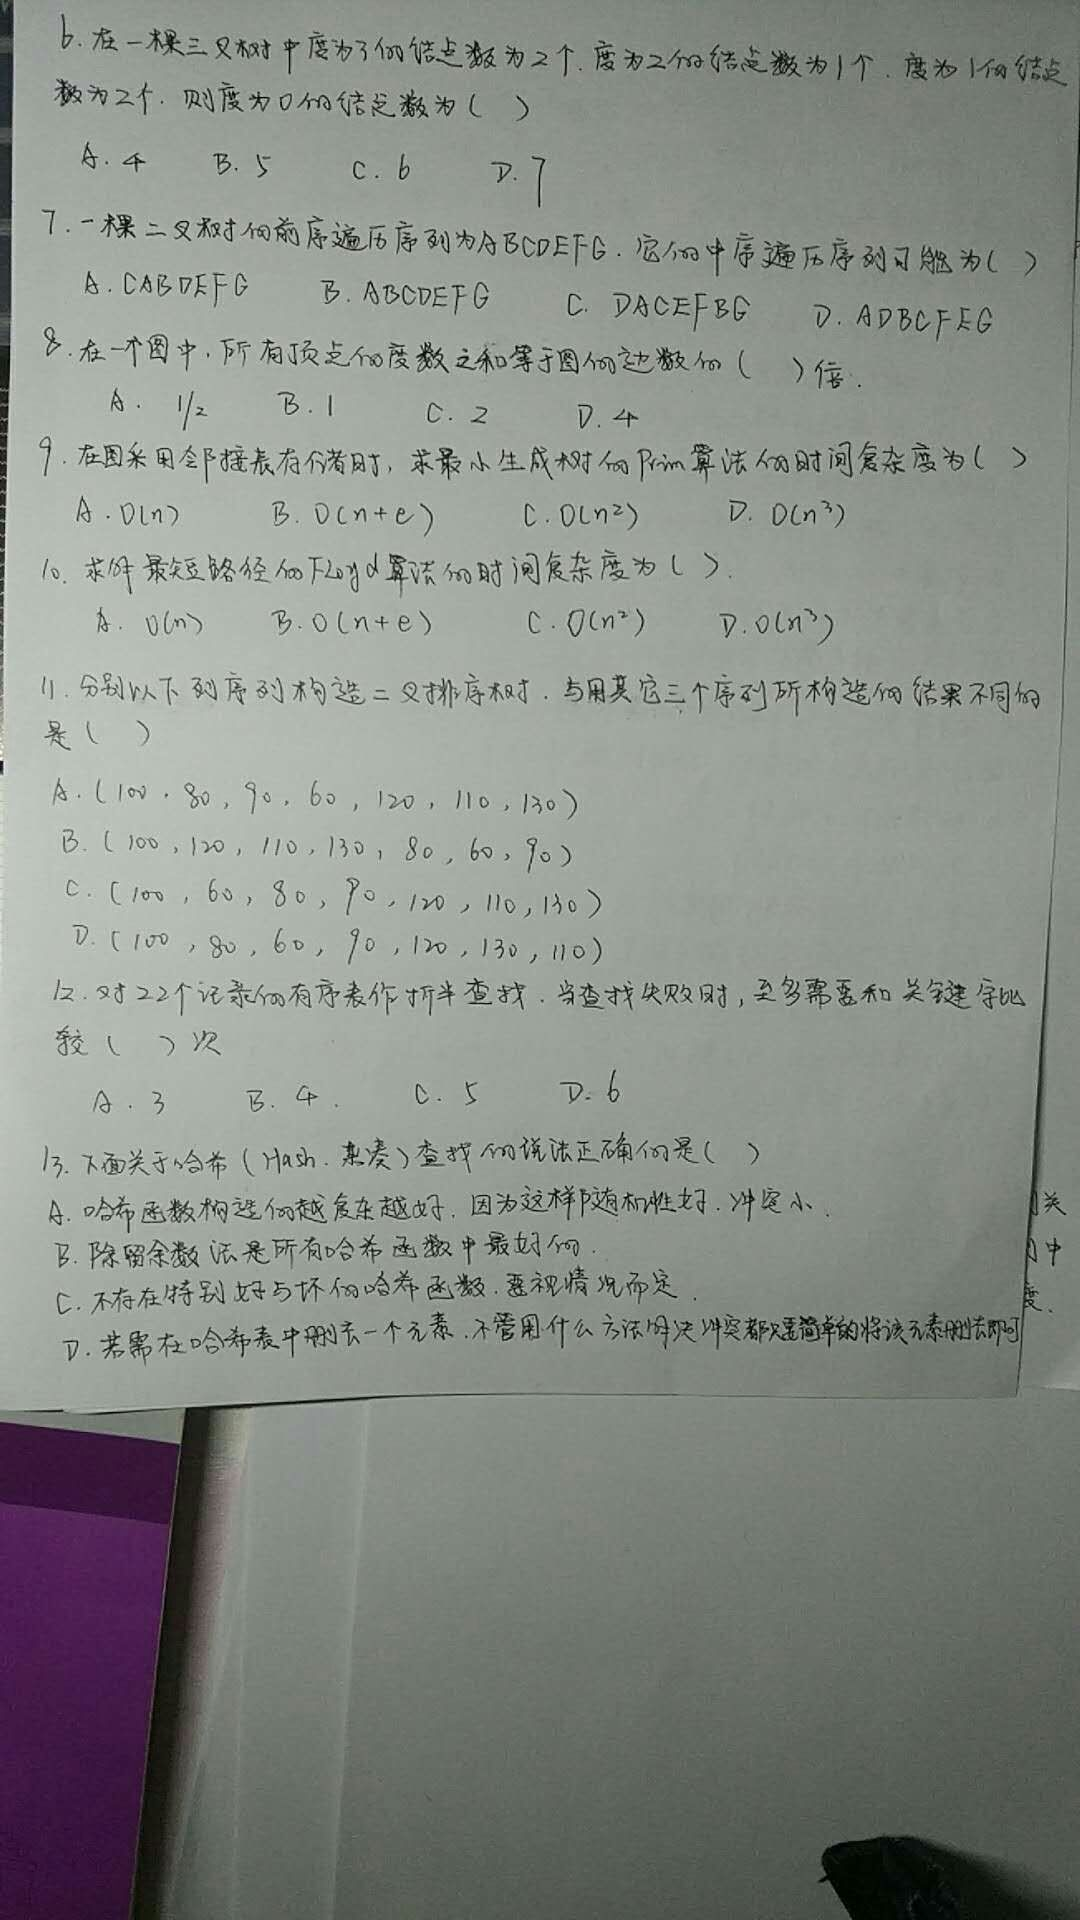 6. 在一棵三叉树中度为3的结点数为2个.度为2的结点数为1个.度为1的结点
数为2个.则度为0的结点数为( )
A. 4 B. 5 C. 6 D. 7
7. 一棵二叉树的前序遍历序列为ABCDEFG.它的中序遍历序列可能为( )
A. CABDEFG B. ABCDEFG C. DACEFBG D. ADBCFEG
8. 在一个图中,所有顶点的度数之和等于图的边数的( )倍.
A. 1/2 B. 1 C. 2 D. 4
9. 在图采用邻接表存储时,求最小生成树的Prim算法的时间复杂度为( )
A. O(n) B. O(n+e) C. O(n²) D. O(n³)
10. 求解最短路径的Floyd算法的时间复杂度为( ).
A. O(n) B. O(n+e) C. O(n²) D. O(n³)
11. 分别以下列序列构造二叉排序树.与用其它三个序列所构造的结果不同的
是( )
A. (100,80,90,60,120,110,130)
B. (100,120,110,130,80,60,90)
C. (100,60,80,90,120,110,130)
D. (100,80,60,90,120,130,110)
12. 对22个记录的有序表作折半查找.当查找失败时,至多需要和关键字比
较( )次
A. 3 B. 4. C. 5 D. 6
13. 下面关于哈希(Hash.杂凑)查找的说法正确的是( )
A. 哈希函数构造的越复杂越好.因为这样随机性好.冲突小.
B. 除留余数法是所有哈希函数中最好的.
C. 不存在特别好与坏的哈希函数.要视情况而定.
D. 若需在哈希表中删去一个元素.不管用什么方法解决冲突都只要简单的将该元素删去即可
关
中
度.